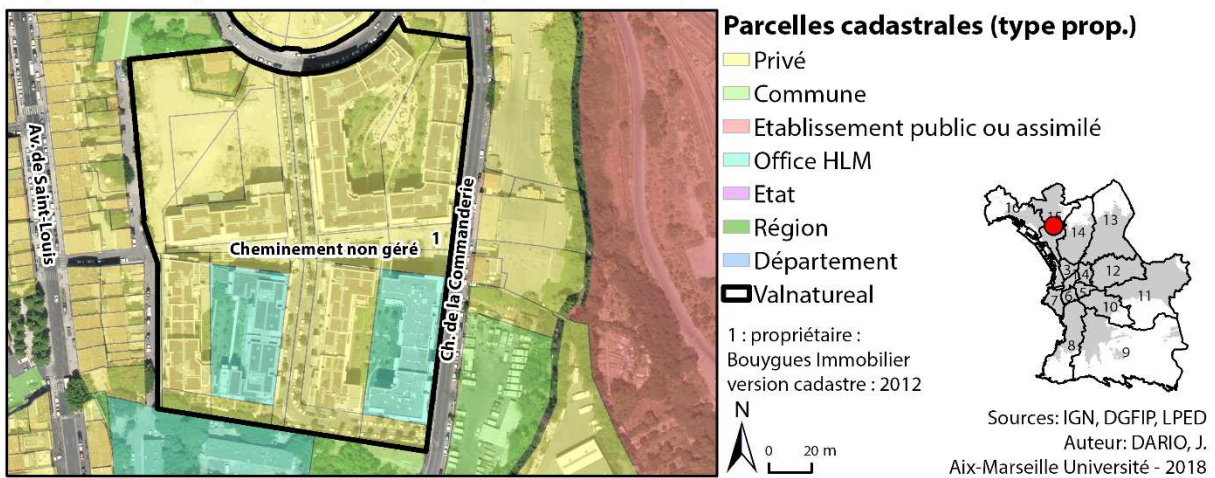 Parcelles cadastrales (type prop.)
Privé
Commune
Etablissement public ou assimilé
Office HLM
Etat
Région
Département
Valnatureal
1 : propriétaire :
Bouygues Immobilier
version cadastre : 2012
N
0 20 m
Av. de Saint-Louis
Cheminement non géré
1
Ch. de la Commanderie
16
15
14
13
3
14
12
11
7
6
5
10
8
9
Sources: IGN, DGFIP, LPED
Auteur: DARIO, J.
Aix-Marseille Université - 2018